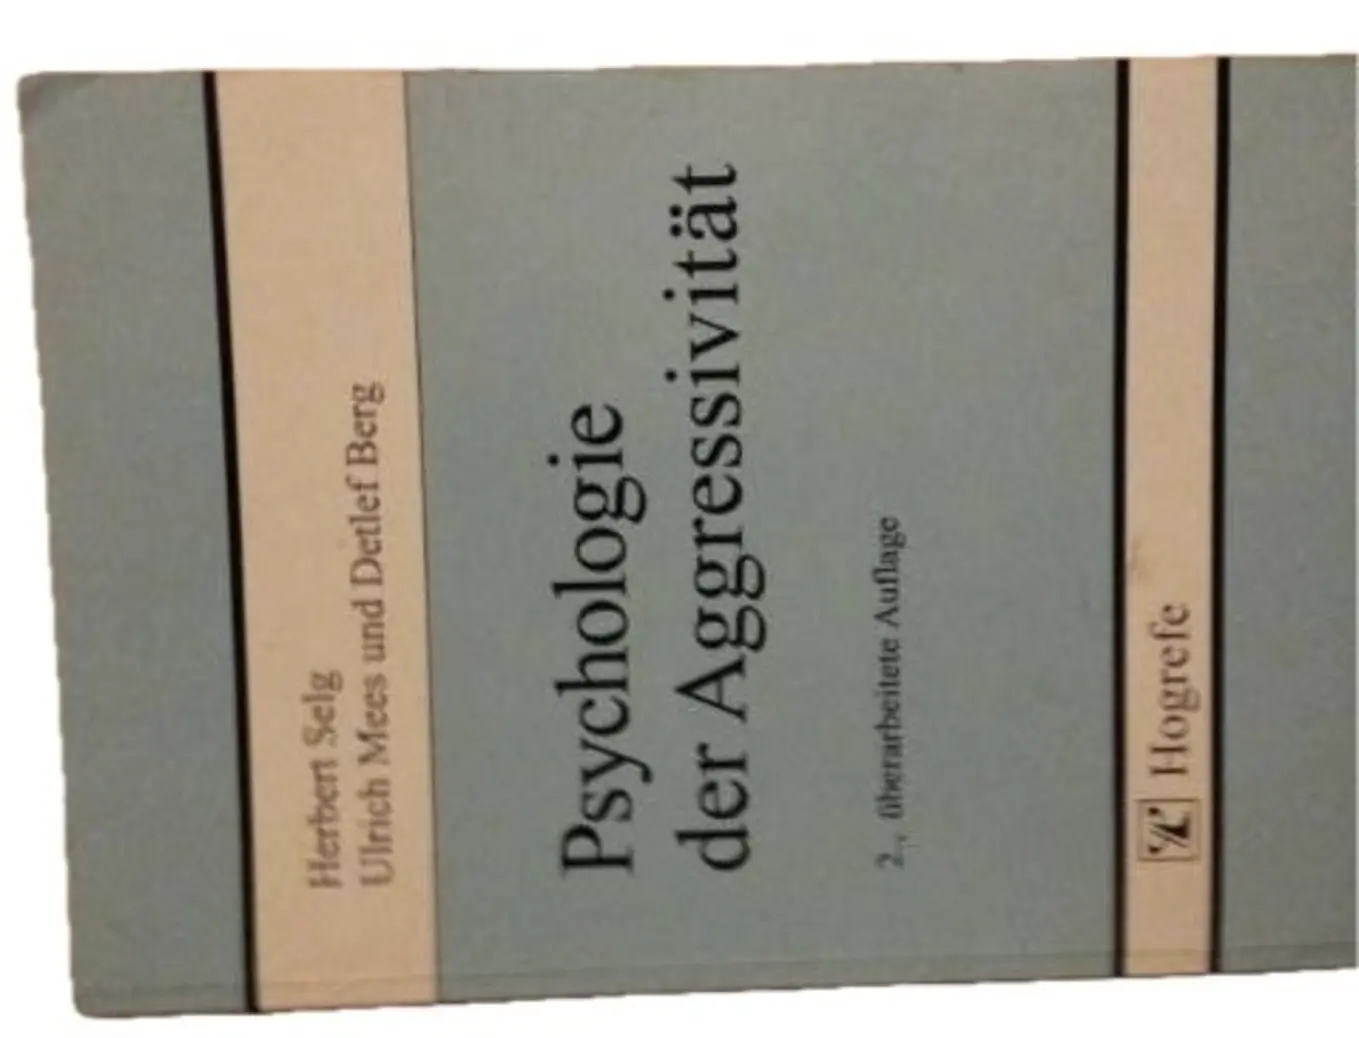 Herbert Selg
Ulrich Mees und Detlef Berg
Psychologie
der Aggressivität
2., überarbeitete Auflage
Hogrefe